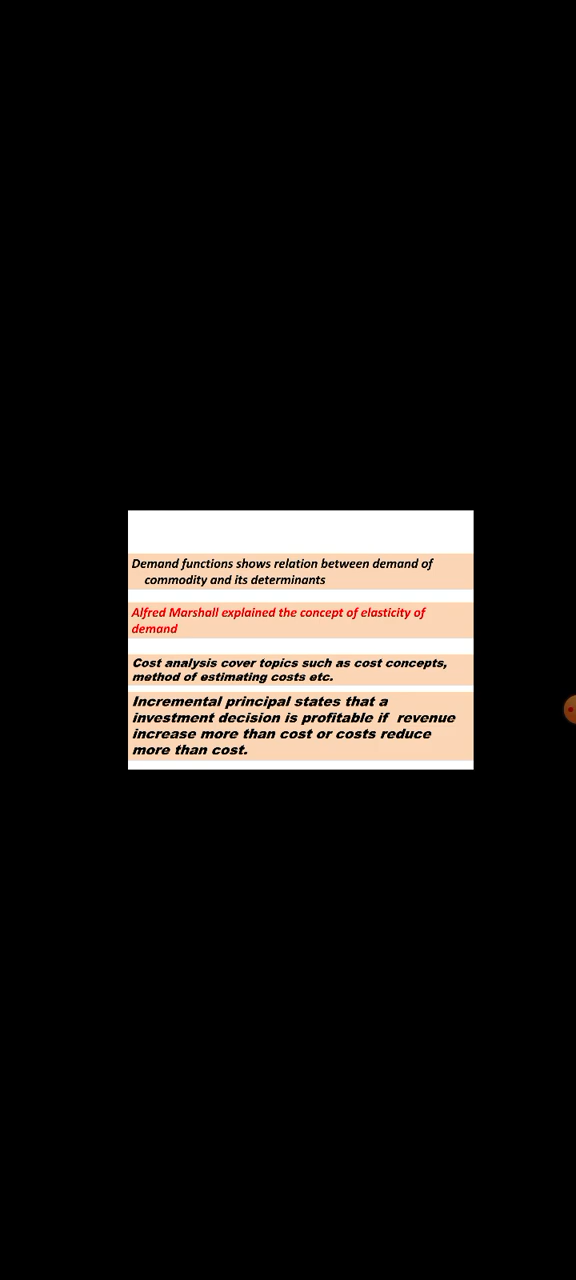 Demand functions shows relation between demand of
commodity and its determinants
Alfred Marshall explained the concept of elasticity of
demand
Cost analysis cover topics such as cost concepts,
method of estimating costs etc.
Incremental principal states that a
investment decision is profitable if revenue
increase more than cost or costs reduce
more than cost.